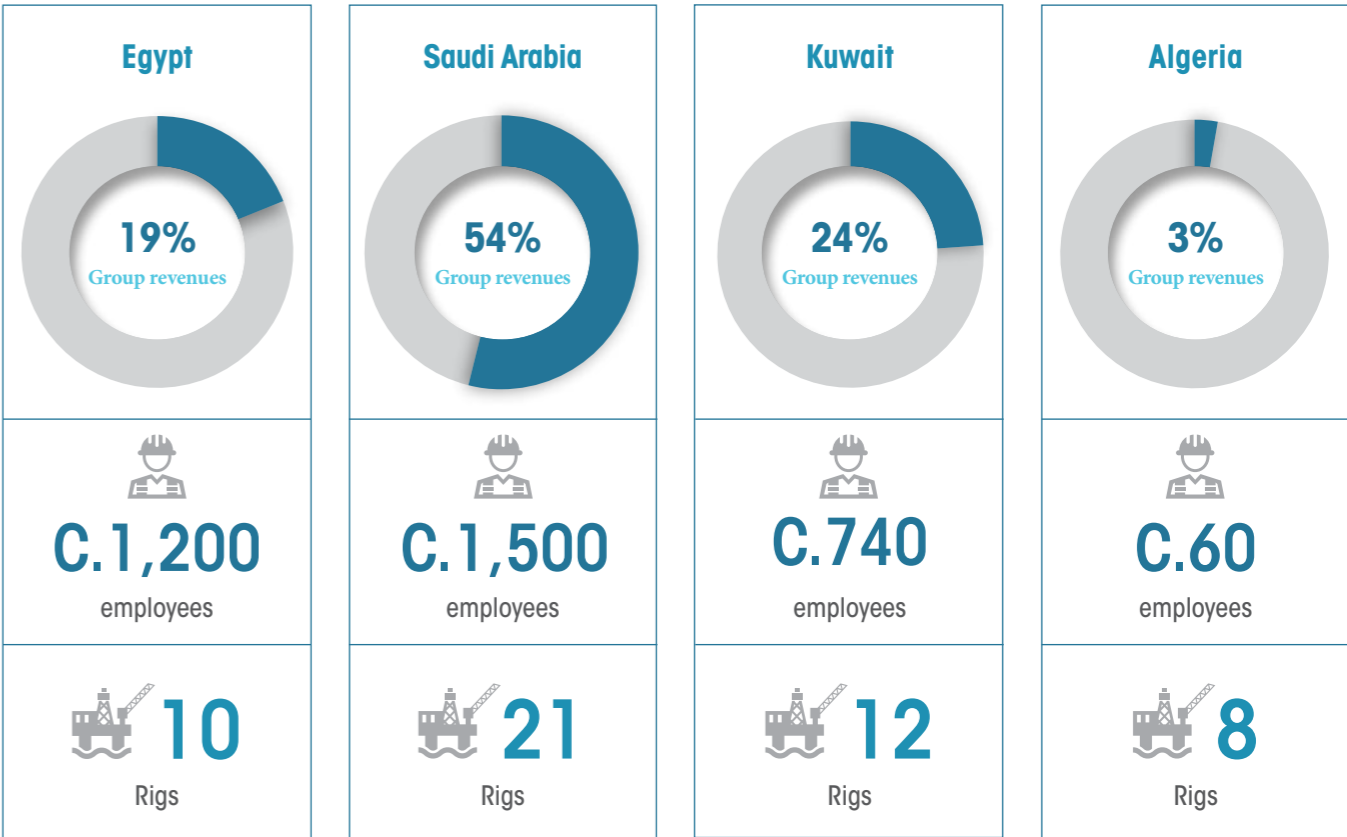 Egypt
19%
Group revenues
C.1,200
employees
10
Rigs
Saudi Arabia
54%
Group revenues
C.1,500
employees
21
Rigs
Kuwait
24%
Group revenues
C.740
employees
12
Rigs
Algeria
3%
Group revenues
C.60
employees
8
Rigs